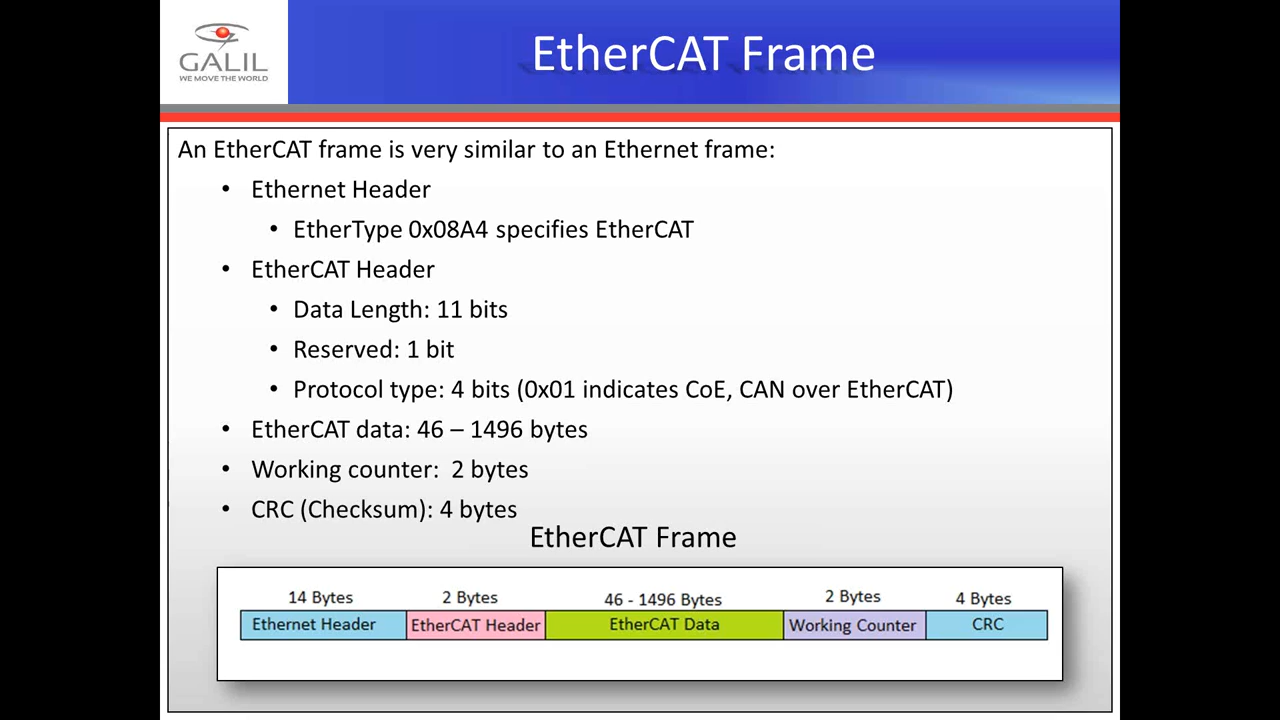 GALIL
WE MOVE THE WORLD
EtherCAT Frame
An EtherCAT frame is very similar to an Ethernet frame:
• Ethernet Header
• EtherType 0x08A4 specifies EtherCAT
• EtherCAT Header
• Data Length: 11 bits
• Reserved: 1 bit
• Protocol type: 4 bits (0x01 indicates CoE, CAN over EtherCAT)
• EtherCAT data: 46 – 1496 bytes
• Working counter:  2 bytes
• CRC (Checksum): 4 bytes
EtherCAT Frame
14 Bytes 2 Bytes 46 - 1496 Bytes 2 Bytes 4 Bytes
Ethernet Header EtherCAT Header EtherCAT Data Working Counter CRC